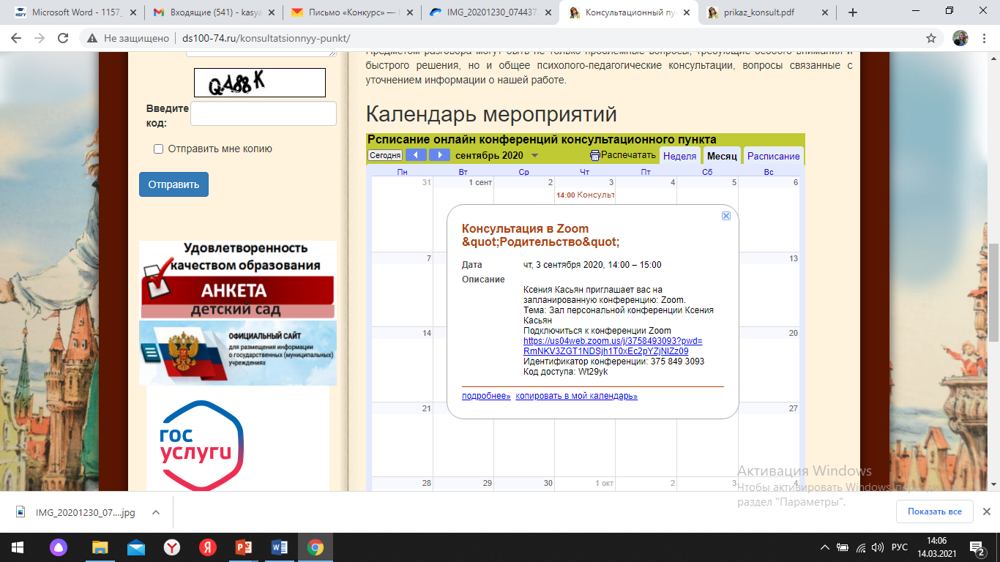 Microsoft Word - 1157_
Входящие (541) - kasya
Письмо «Конкурс» —
IMG_20201230_074437
Консультационный пу
prikaz_konsult.pdf
Не защищено
ds100-74.ru/konsultatsionnyy-punkt/
Предметом разговора могут быть не только проблемные вопросы, требующие особого внимания и
быстрого решения, но и общее психолого-педагогические консультации, вопросы связанные с
уточнением информации о нашей работе.
QA88K
Введите
код:
Отправить мне копию
Отправить
Удовлетворенность
качеством образования
АНКЕТА
детский сад
ОФИЦИАЛЬНЫЙ САЙТ
для размещения информации
о государственных (муниципальных)
учреждениях
гос
услуги
Календарь мероприятий
Рсписание онлайн конференций консультационного пункта
Сегодня
сентябрь 2020
Распечатать
Неделя
Месяц
Расписание
Пн Вт Ср Чт Пт Сб Вс
31 1 сент 2 3 4 5 6
14:00 Консульт
Консультация в Zoom
&quot;Родительство&quot;
Дата чт, 3 сентября 2020, 14:00 – 15:00
Описание
Ксения Касьян приглашает вас на
запланированную конференцию: Zoom.
Тема: Зал персональной конференции Ксения
Касьян
Подключиться к конференции Zoom
https://us04web.zoom.us/j/3758493093?pwd=
RmNKV3ZGT1NDSjh1T0xEc2pYZjNlZz09
Идентификатор конференции: 375 849 3093
Код доступа: Wt29yk
подробнее» копировать в мой календарь»
7 13
14 20
21 27
28 29 30 1 окт 2 3 4
Активация Windows
Чтобы активировать Windows, перейдите в
раздел "Параметры".
IMG_20201230_07....jpg
Показать все
РУС
14:06
14.03.2021
2